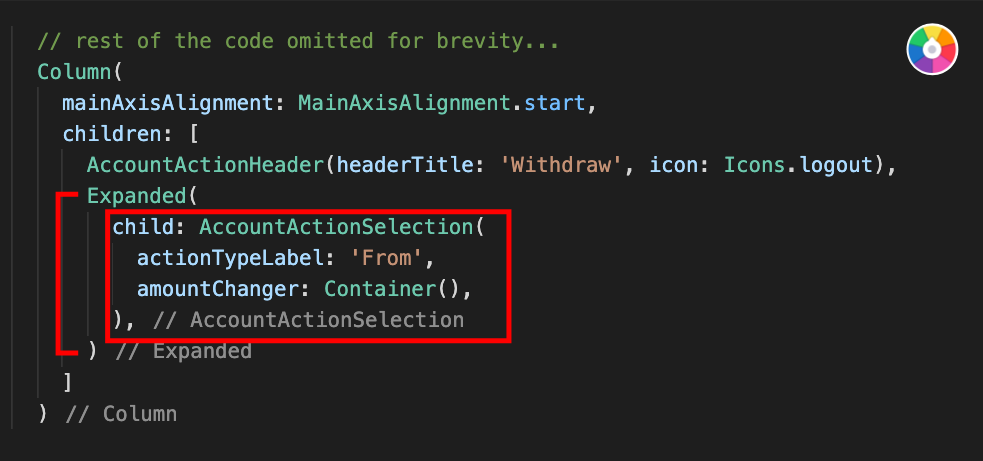 // rest of the code omitted for brevity...
Column(
mainAxisAlignment: MainAxisAlignment.start,
children: [
AccountActionHeader(headerTitle: 'Withdraw', icon: Icons.logout),
Expanded(
child: AccountActionSelection(
actionTypeLabel: 'From',
amountChanger: Container(),
), // AccountActionSelection
) // Expanded
]
) // Column